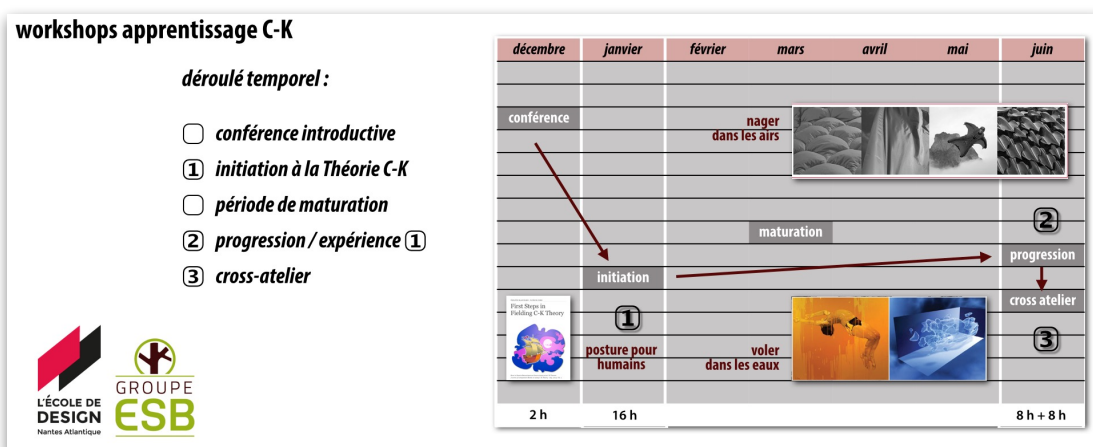 workshops apprentissage C-K
déroulé temporel :
conférence introductive
1 initiation à la Théorie C-K
période de maturation
2 progression / expérience 1
3 cross-atelier
L'ÉCOLE DE
DESIGN
Nantes Atlantique
GROUPE
ESB
décembre janvier février mars avril mai juin
conférence
nager
dans les airs
2
maturation
progression
initiation
cross atelier
First Steps in
Fielding C-K Theory
1
3
posture pour
humains
voler
dans les eaux
2 h 16 h 8 h + 8 h